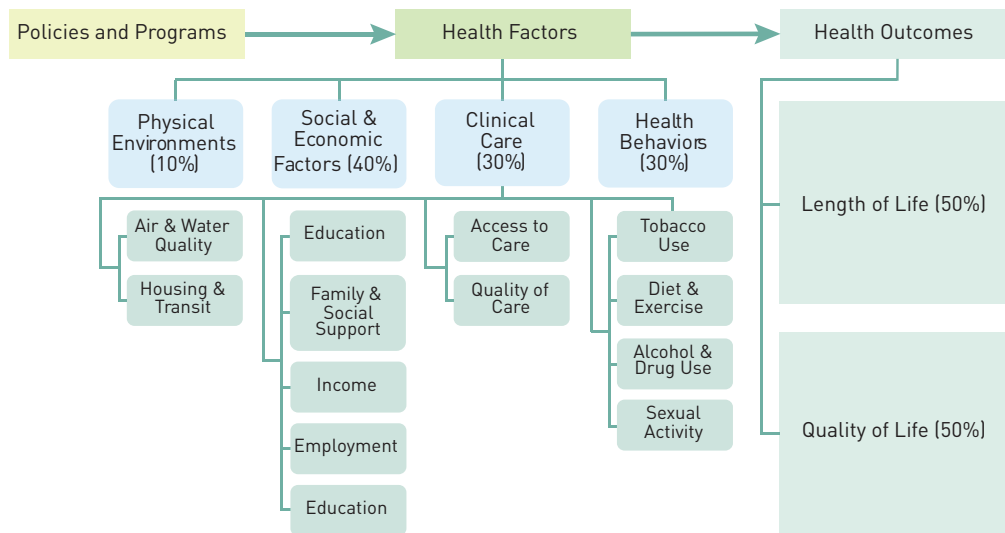 Policies and Programs
Health Factors
Health Outcomes
Physical
Environments
(10%)
Social &
Economic
Factors (40%)
Clinical
Care
(30%)
Health
Behaviors
(30%)
Air & Water
Quality
Housing &
Transit
Education
Family &
Social
Support
Income
Employment
Education
Access to
Care
Quality of
Care
Tobacco
Use
Diet &
Exercise
Alcohol &
Drug Use
Sexual
Activity
Length of Life (50%)
Quality of Life (50%)